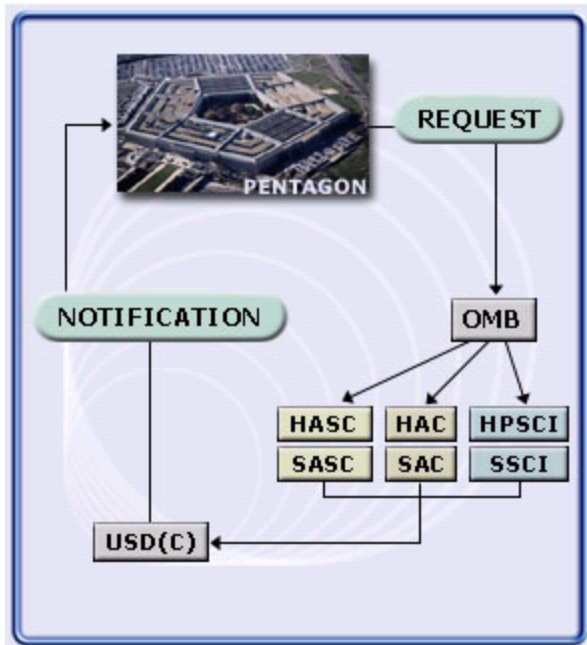 REQUEST
PENTAGON
NOTIFICATION
OMB
HASC HAC HPSCI
SASC SAC SSCI
USD(C)